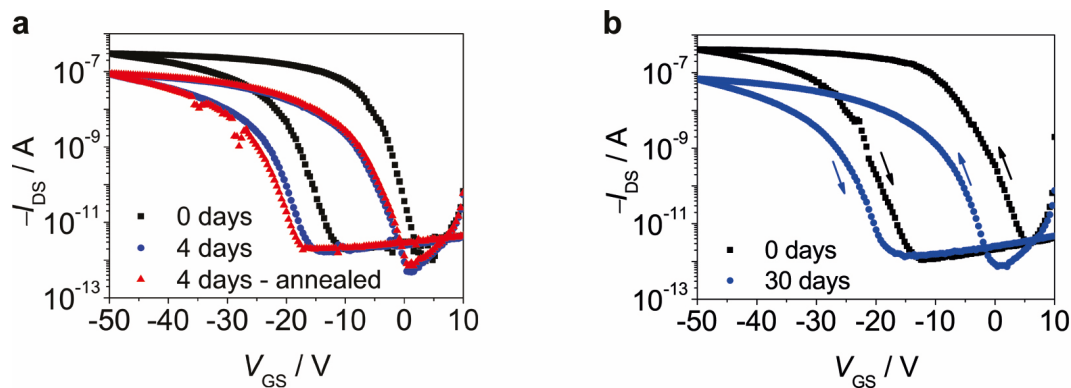 a
−I_DS / A
10⁻⁷
10⁻⁹
10⁻¹¹
10⁻¹³
0 days
4 days
4 days - annealed
-50 -40 -30 -20 -10 0 10
V_GS / V
b
−I_DS / A
10⁻⁷
10⁻⁹
10⁻¹¹
10⁻¹³
0 days
30 days
-50 -40 -30 -20 -10 0 10
V_GS / V